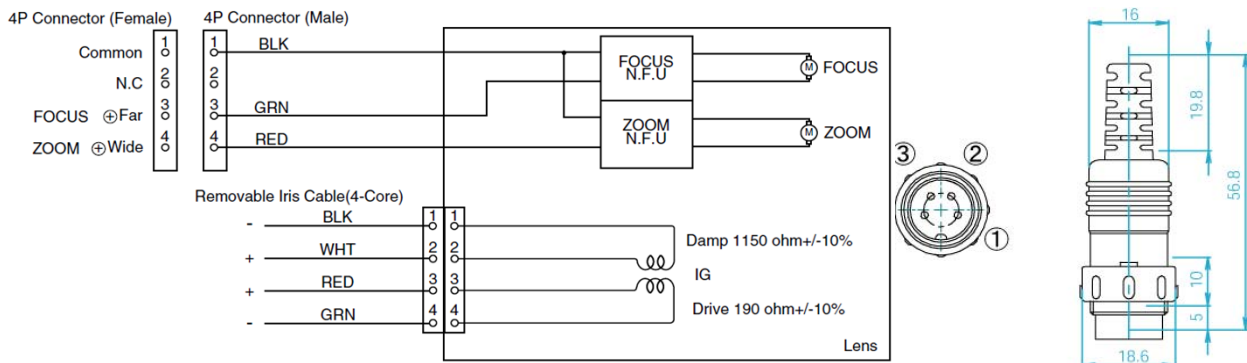 4P Connector (Female) 4P Connector (Male)
Common 1 1 BLK
N.C 2 2
FOCUS ⊕Far 3 3 GRN
ZOOM ⊕Wide 4 4 RED
FOCUS
N.F.U
M FOCUS
ZOOM
N.F.U
M ZOOM
Removable Iris Cable(4-Core)
- BLK 1 1
+ WHT 2 2
+ RED 3 3
- GRN 4 4
Damp 1150 ohm+/-10%
IG
Drive 190 ohm+/-10%
Lens
③ ②
①
16
19.8
56.8
10
5
18.6